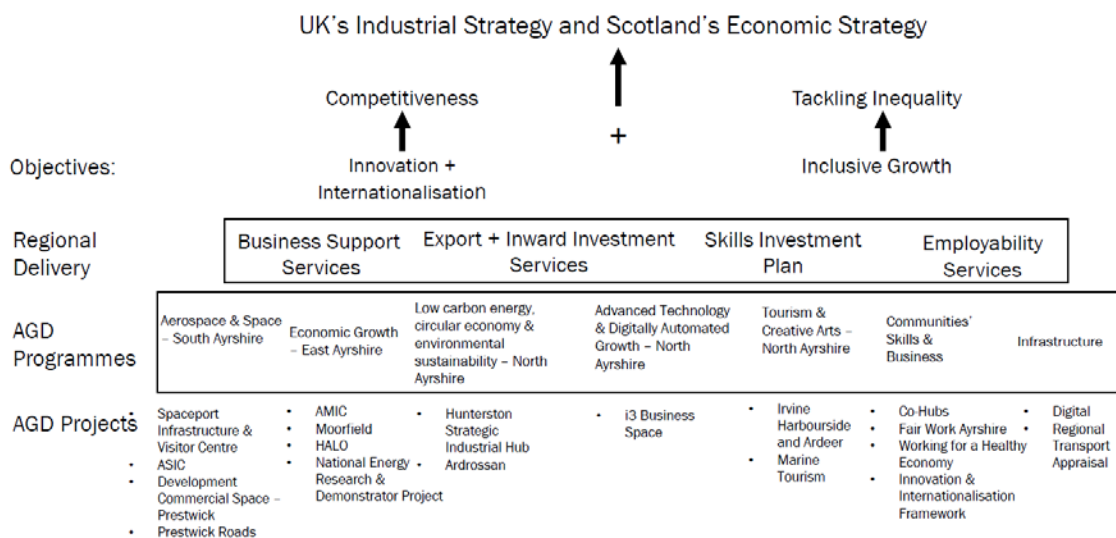 UK's Industrial Strategy and Scotland's Economic Strategy
Competitiveness
Tackling Inequality
+
Objectives:
Innovation +
Internationalisation
Inclusive Growth
Regional
Delivery
Business Support
Services
Export + Inward Investment
Services
Skills Investment
Plan
Employability
Services
AGD
Programmes
Aerospace & Space
– South Ayrshire
Economic Growth
– East Ayrshire
Low carbon energy,
circular economy &
environmental
sustainability – North
Ayrshire
Advanced Technology
& Digitally Automated
Growth – North
Ayrshire
Tourism &
Creative Arts –
North Ayrshire
Communities'
Skills &
Business
Infrastructure
AGD Projects
• Spaceport
Infrastructure &
Visitor Centre
• ASIC
• Development
Commercial Space –
Prestwick
• Prestwick Roads
• AMIC
• Moorfield
• HALO
• National Energy
Research &
Demonstrator Project
• Hunterston
Strategic
Industrial Hub
• Ardrossan
• i3 Business
Space
• Irvine
Harbourside
and Ardeer
• Marine
Tourism
• Co-Hubs
• Fair Work Ayrshire
• Working for a Healthy
Economy
• Innovation &
Internationalisation
Framework
• Digital
• Regional
Transport
Appraisal